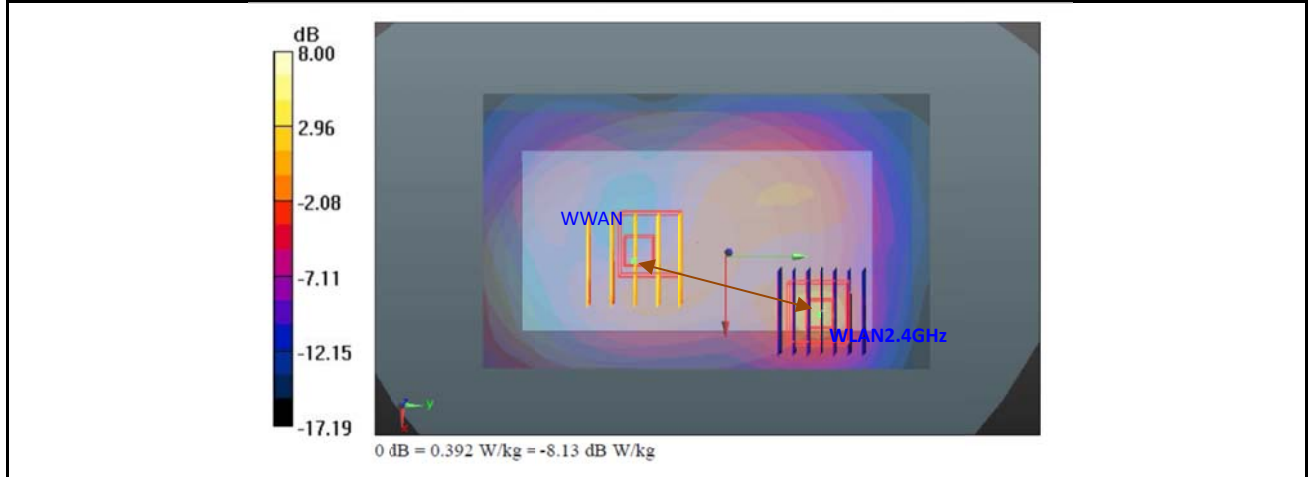 dB
8.00
2.96
-2.08
-7.11
-12.15
-17.19
WWAN
WLAN2.4GHz
y
0 dB = 0.392 W/kg = -8.13 dB W/kg